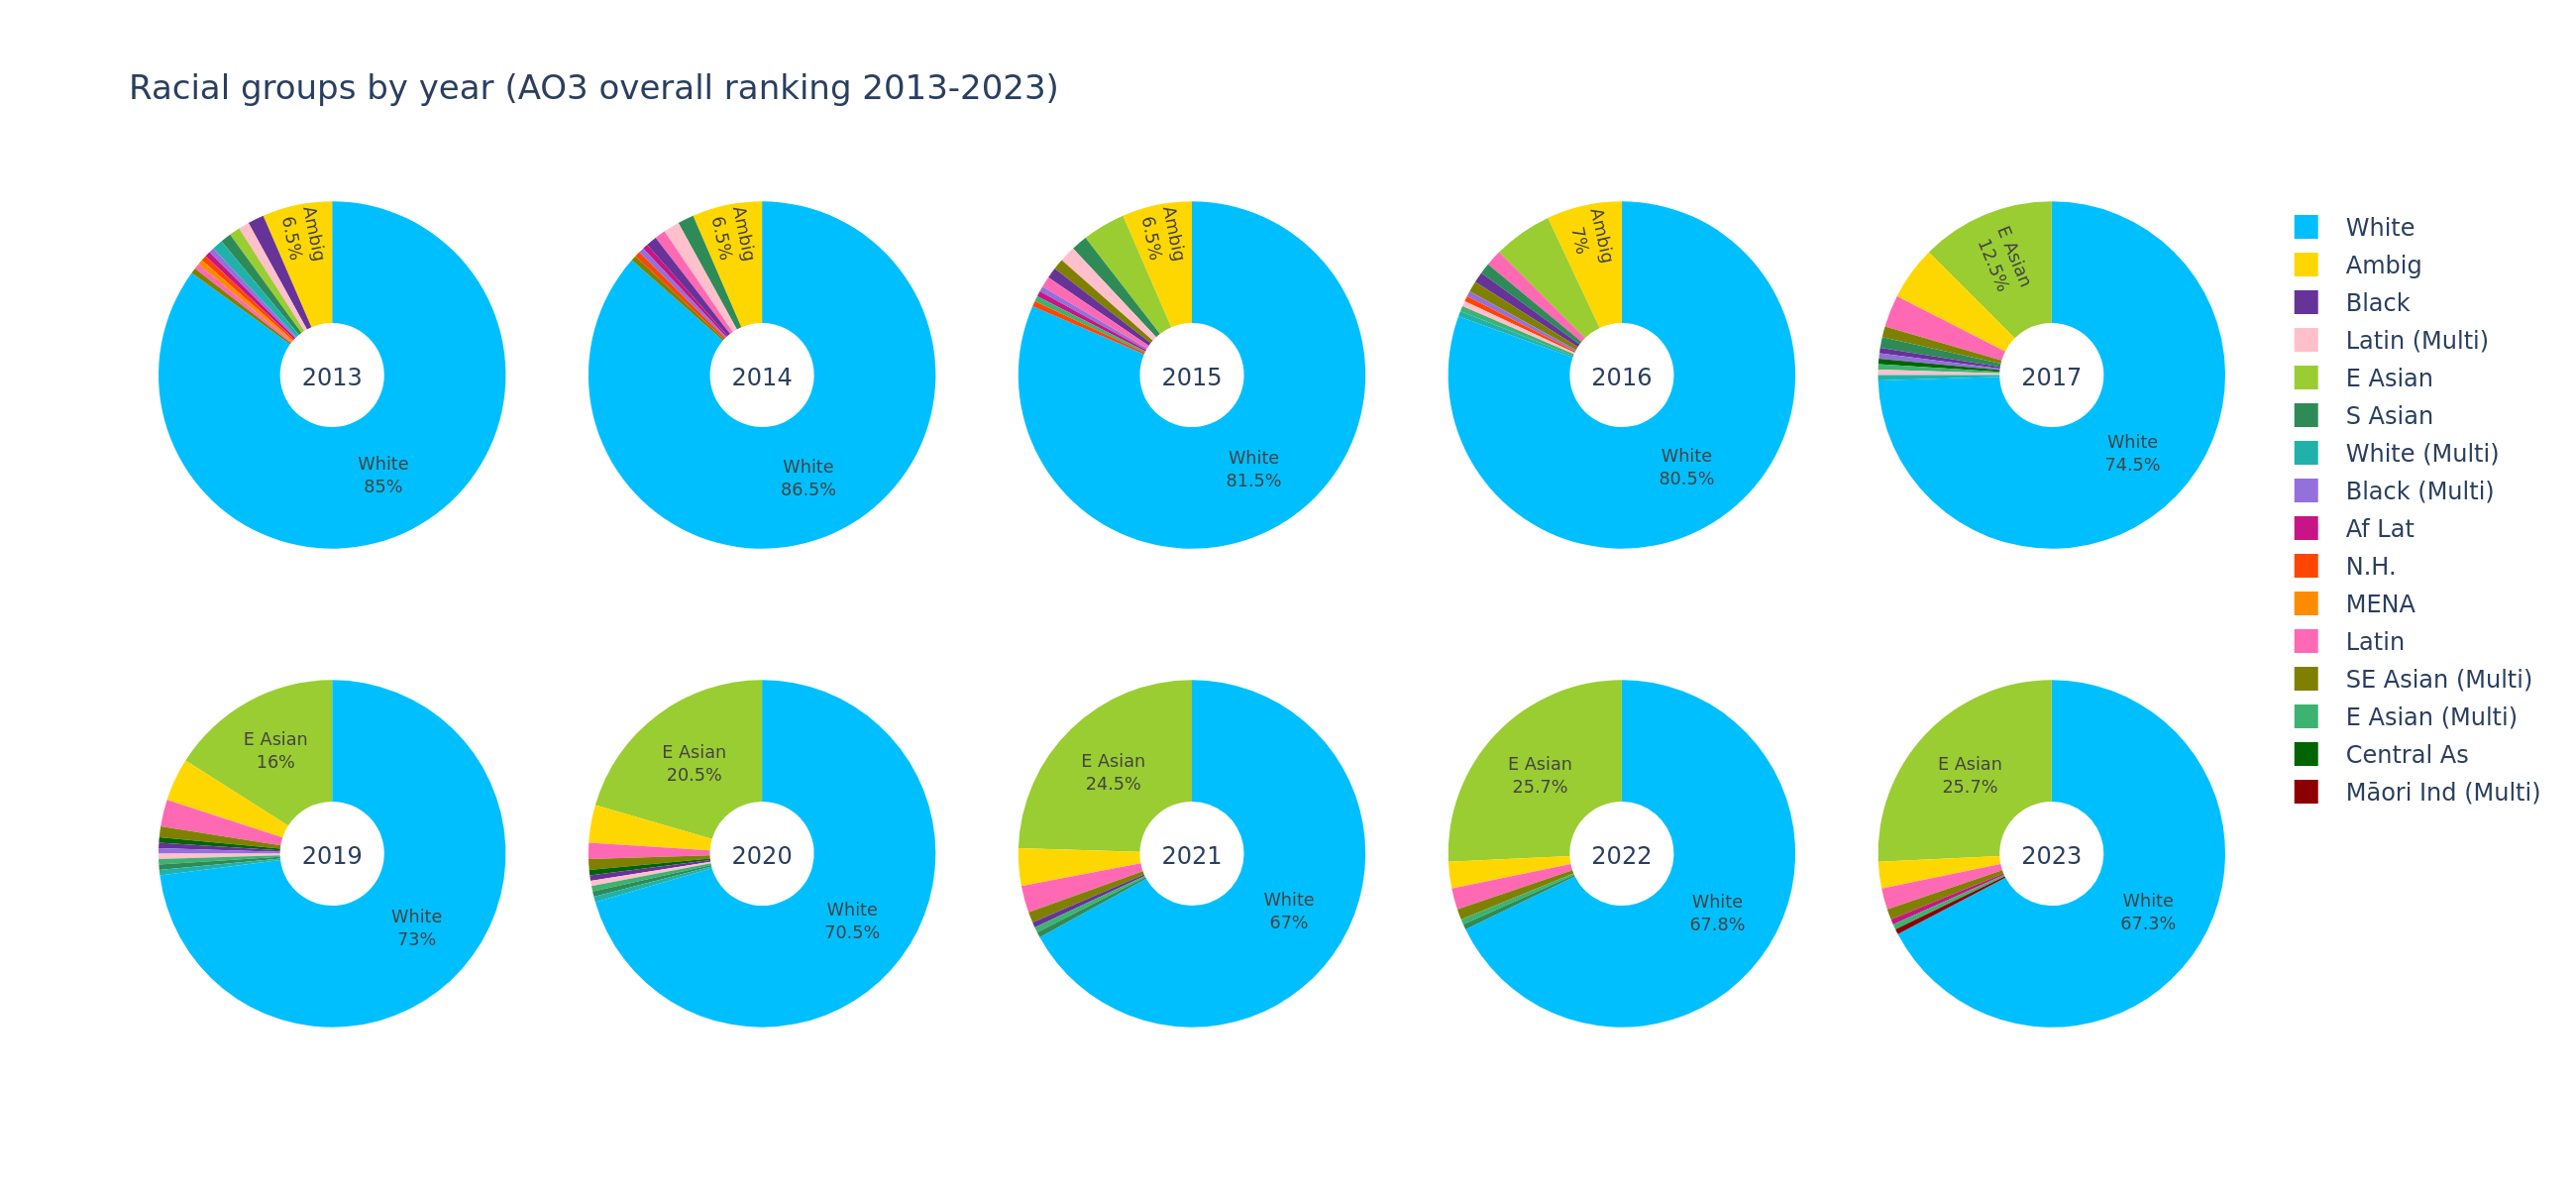 Racial groups by year (AO3 overall ranking 2013-2023)
Ambig
6.5%
2013
White
85%
Ambig
6.5%
2014
White
86.5%
Ambig
6.5%
2015
White
81.5%
Ambig
7%
2016
White
80.5%
E Asian
12.5%
2017
White
74.5%
E Asian
16%
2019
White
73%
E Asian
20.5%
2020
White
70.5%
E Asian
24.5%
2021
White
67%
E Asian
25.7%
2022
White
67.8%
E Asian
25.7%
2023
White
67.3%
White
Ambig
Black
Latin (Multi)
E Asian
S Asian
White (Multi)
Black (Multi)
Af Lat
N.H.
MENA
Latin
SE Asian (Multi)
E Asian (Multi)
Central As
Māori Ind (Multi)